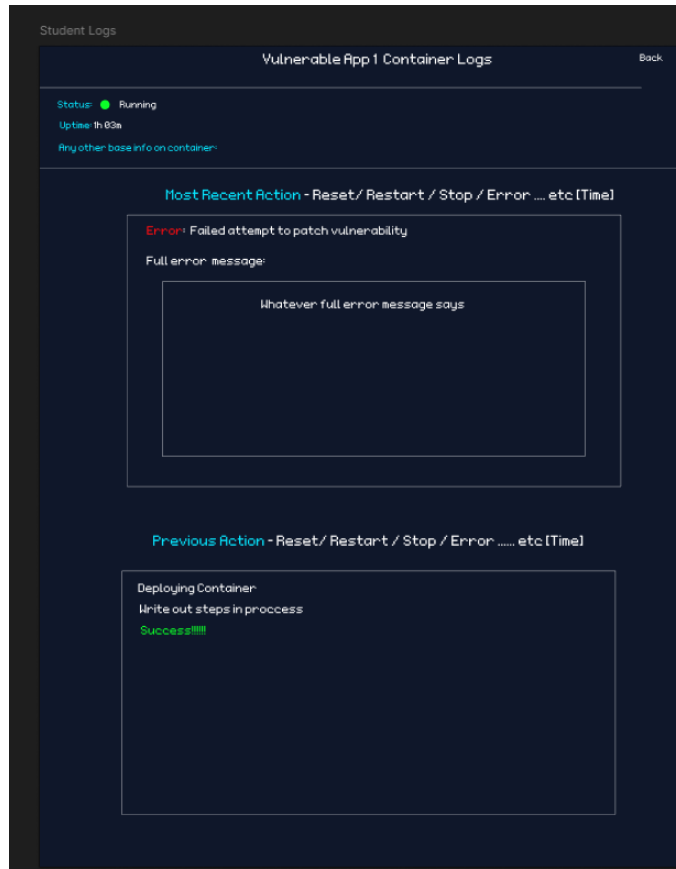 Student Logs
Vulnerable App 1 Container Logs
Back
Status: Running
Uptime: 1h 03m
Any other base info on container:
Most Recent Action - Reset/ Restart / Stop / Error .... etc [Time]
Error: Failed attempt to patch vulnerability
Full error message:
Whatever full error message says
Previous Action - Reset/ Restart / Stop / Error ...... etc [Time]
Deploying Container
Write out steps in proccess
Success!!!!!!